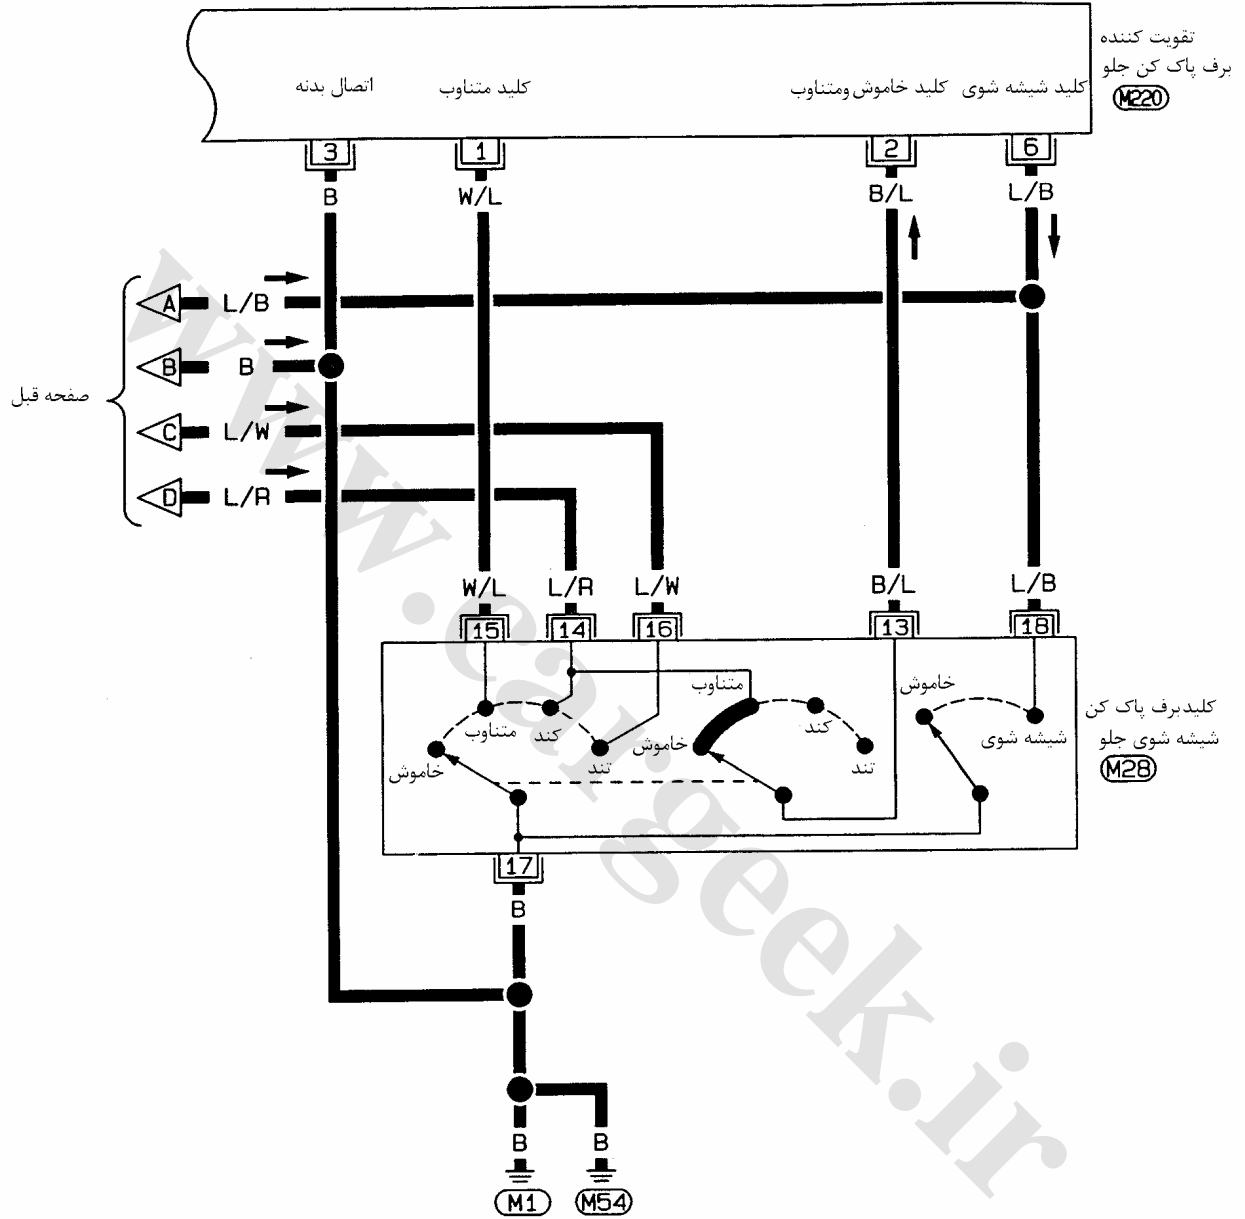 تقویت کننده
برف پاک کن جلو
M220
اتصال بدنه
کلید متناوب
کلید خاموش ومتناوب
کلید شیشه شوی
3
1
2
6
B
W/L
B/L
L/B
A
L/B
B
B
صفحه قبل
C
L/W
D
L/R
W/L
L/R
L/W
B/L
L/B
15
14
16
13
18
متناوب
کند
تند
خاموش
متناوب
خاموش
کند
تند
خاموش
شیشه شوی
کلیدبرف پاک کن
شیشه شوی جلو
M28
17
B
B
B
M1
M54
www.cargeek.ir